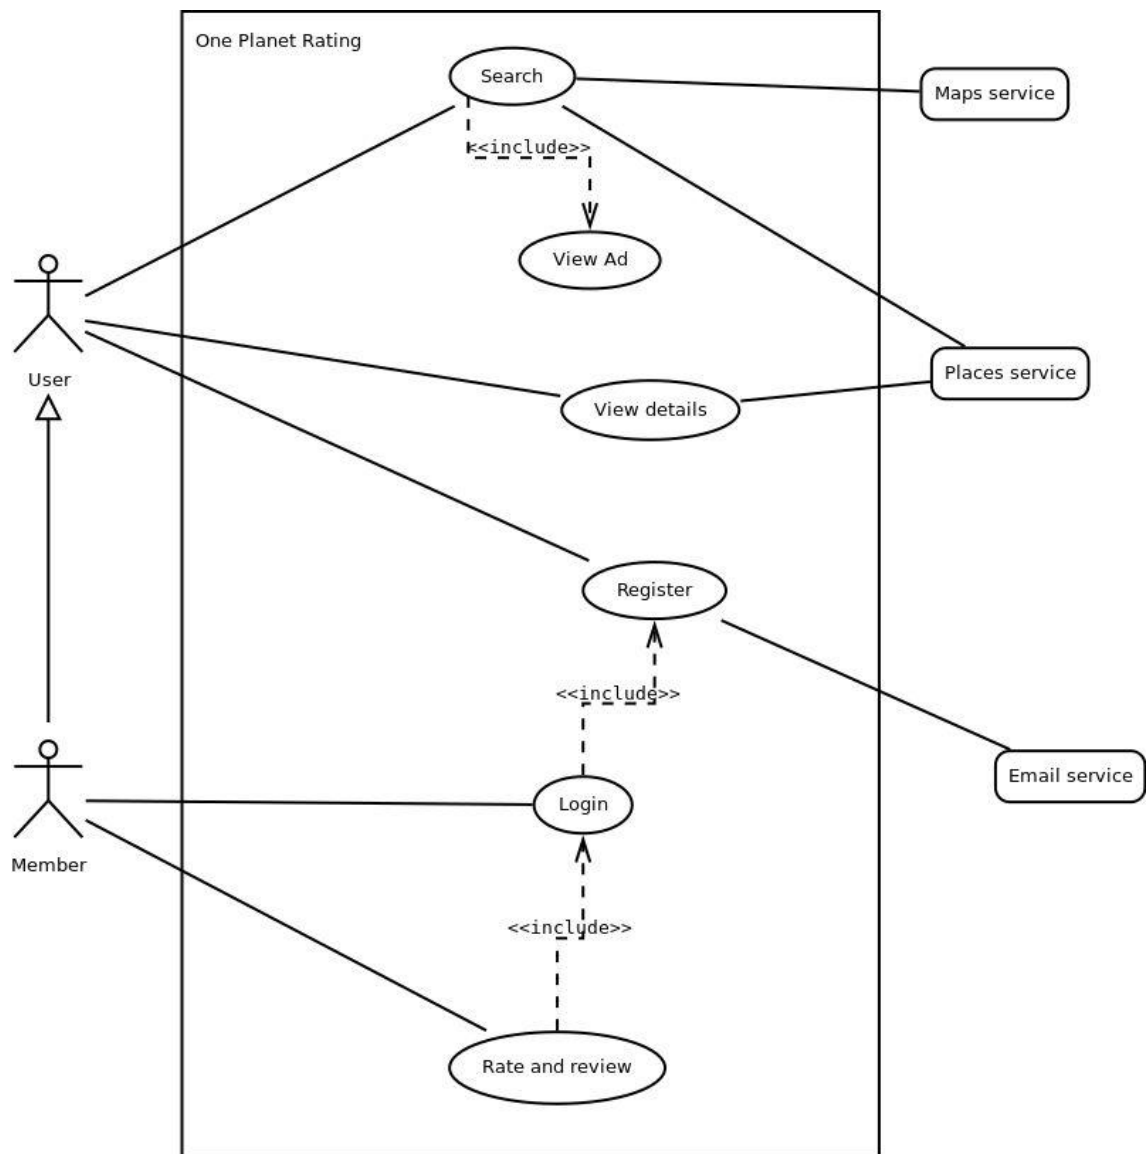 One Planet Rating
Search
Maps service
<<include>>
View Ad
User
Places service
View details
Register
<<include>>
Email service
Login
Member
<<include>>
Rate and review